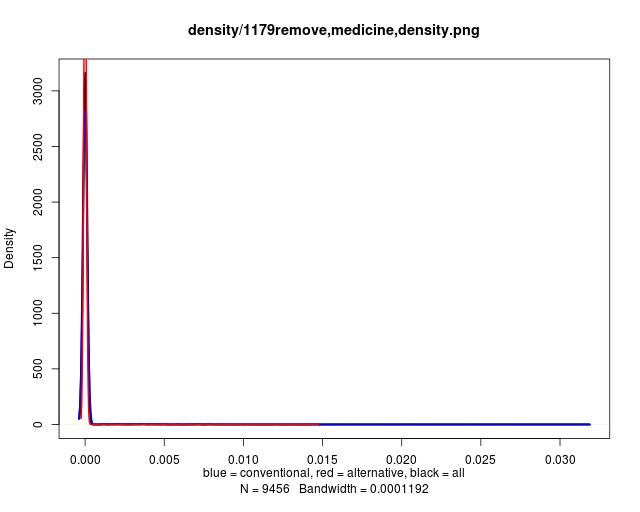 density/1179remove,medicine,density.png
Density
3000
2500
2000
1500
1000
500
0
0.000 0.005 0.010 0.015 0.020 0.025 0.030
blue = conventional, red = alternative, black = all
N = 9456 Bandwidth = 0.0001192